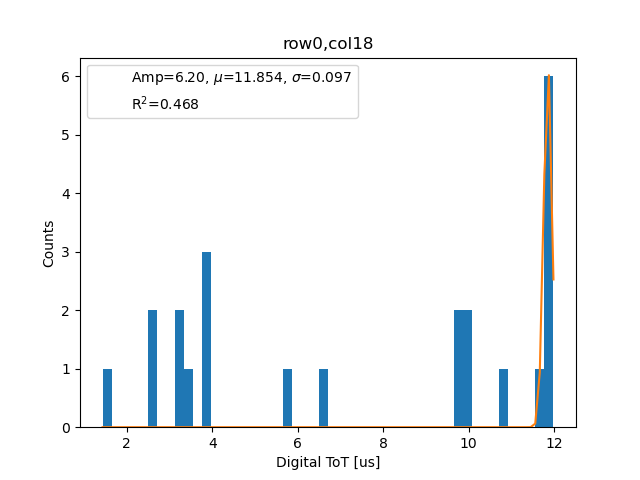 row0,col18
Amp=6.20, μ=11.854, σ=0.097
R²=0.468
Counts
6
5
4
3
2
1
0
2 4 6 8 10 12
Digital ToT [us]